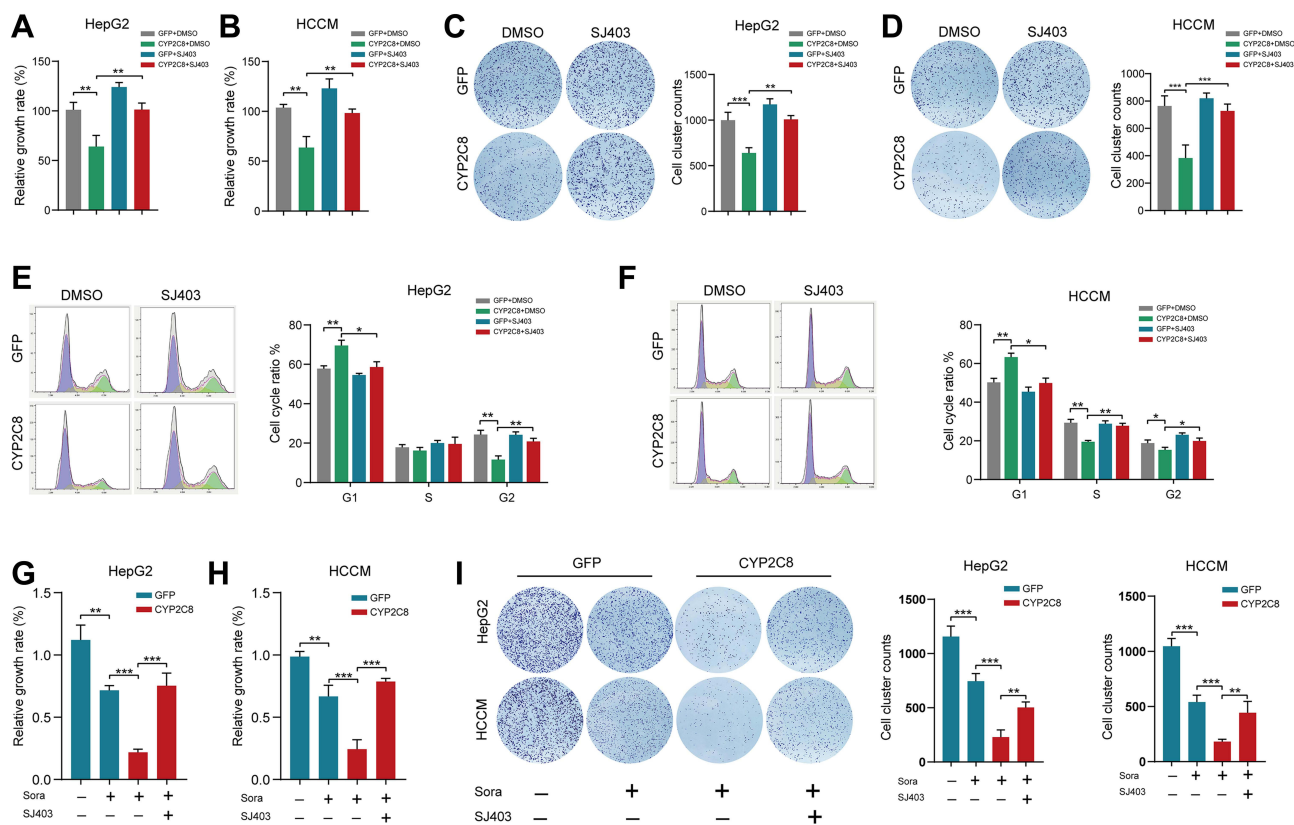 A
HepG2
GFP+DMSO
CYP2C8+DMSO
GFP+SJ403
CYP2C8+SJ403
Relative growth rate (%)
150
100
50
0
**
**
B
HCCM
GFP+DMSO
CYP2C8+DMSO
GFP+SJ403
CYP2C8+SJ403
Relative growth rate (%)
150
100
50
0
**
**
C
DMSO
SJ403
GFP
CYP2C8
HepG2
GFP+DMSO
CYP2C8+DMSO
GFP+SJ403
CYP2C8+SJ403
Cell cluster counts
1500
1000
500
0
***
**
D
DMSO
SJ403
GFP
CYP2C8
HCCM
GFP+DMSO
CYP2C8+DMSO
GFP+SJ403
CYP2C8+SJ403
Cell cluster counts
1000
800
600
400
200
0
***
***
E
DMSO
SJ403
GFP
CYP2C8
HepG2
GFP+DMSO
CYP2C8+DMSO
GFP+SJ403
CYP2C8+SJ403
Cell cycle ratio %
80
60
40
20
0
**
*
**
**
G1
S
G2
F
DMSO
SJ403
GFP
CYP2C8
HCCM
GFP+DMSO
CYP2C8+DMSO
GFP+SJ403
CYP2C8+SJ403
Cell cycle ratio %
80
60
40
20
0
**
*
**
**
*
*
G1
S
G2
G
HepG2
GFP
CYP2C8
Relative growth rate (%)
1.5
1.0
0.5
0.0
**
***
***
Sora – + + +
SJ403 – – – +
H
HCCM
GFP
CYP2C8
Relative growth rate (%)
1.5
1.0
0.5
0.0
**
***
***
Sora – + + +
SJ403 – – – +
I
GFP
CYP2C8
HepG2
HCCM
Sora – + + +
SJ403 – – – +
HepG2
GFP
CYP2C8
Cell cluster counts
1500
1000
500
0
***
***
**
Sora – + + +
SJ403 – – – +
HCCM
GFP
CYP2C8
Cell cluster counts
1500
1000
500
0
***
***
**
Sora – + + +
SJ403 – – – +